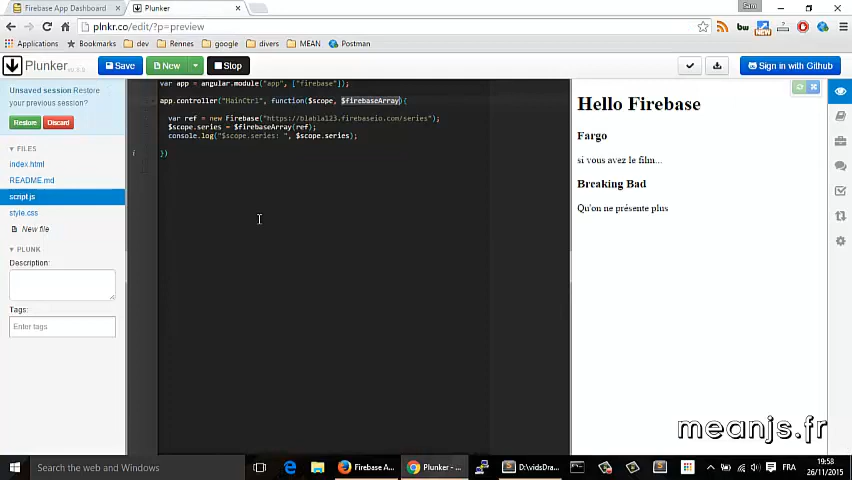 Firebase App Dashboard
Plunker
Sam
plnkr.co/edit/?p=preview
Applications
Bookmarks
dev
Rennes
google
divers
MEAN
Postman
Plunker
Save
New
Stop
Sign in with Github
Unsaved session Restore
your previous session?
Restore
Discard
FILES
index.html
README.md
script.js
style.css
New file
PLUNK
Description:
Tags:
Enter tags
var app = angular.module("app", ["firebase"]);
app.controller("MainCtrl", function($scope, $firebaseArray){
var ref = new Firebase("https://blabla123.firebaseio.com/series");
$scope.series = $firebaseArray(ref);
console.log("$scope.series: ", $scope.series);
})
Hello Firebase
Fargo
si vous avez le film...
Breaking Bad
Qu'on ne présente plus
meanjs.fr
Search the web and Windows
Firebase A...
Plunker - ...
D:\vidsDra...
FRA
19:58
26/11/2015